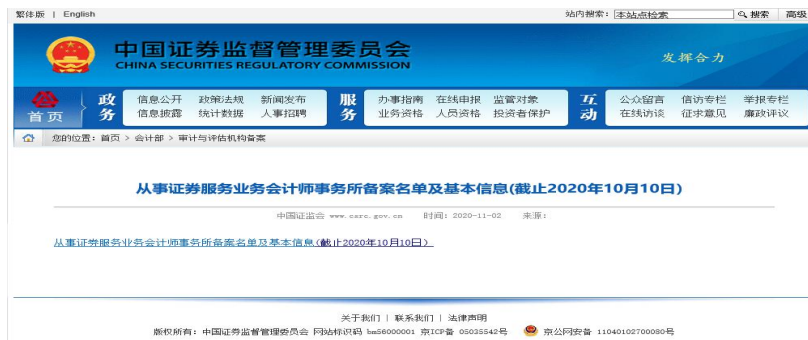 繁体版 | English 站内搜索: 本站点检索 搜索 高级
中国证券监督管理委员会
CHINA SECURITIES REGULATORY COMMISSION
发挥合力
首页 政务 信息公开 政策法规 新闻发布 服务 办事指南 在线申报 监管对象 互动 公众留言 信访专栏 举报专栏
信息披露 统计数据 人事招聘 业务资格 人员资格 投资者保护 在线访谈 征求意见 廉政评议
您的位置: 首页 > 会计部 > 审计与评估机构备案
从事证券服务业务会计师事务所备案名单及基本信息(截止2020年10月10日)
中国证监会 www.csrc.gov.cn 时间: 2020-11-02 来源:
从事证券服务业务会计师事务所备案名单及基本信息(截止2020年10月10日)
关于我们 | 联系我们 | 法律声明
版权所有: 中国证券监督管理委员会 网站标识码 bm56000001 京ICP备 05035542号 京公网安备 11040102700080号